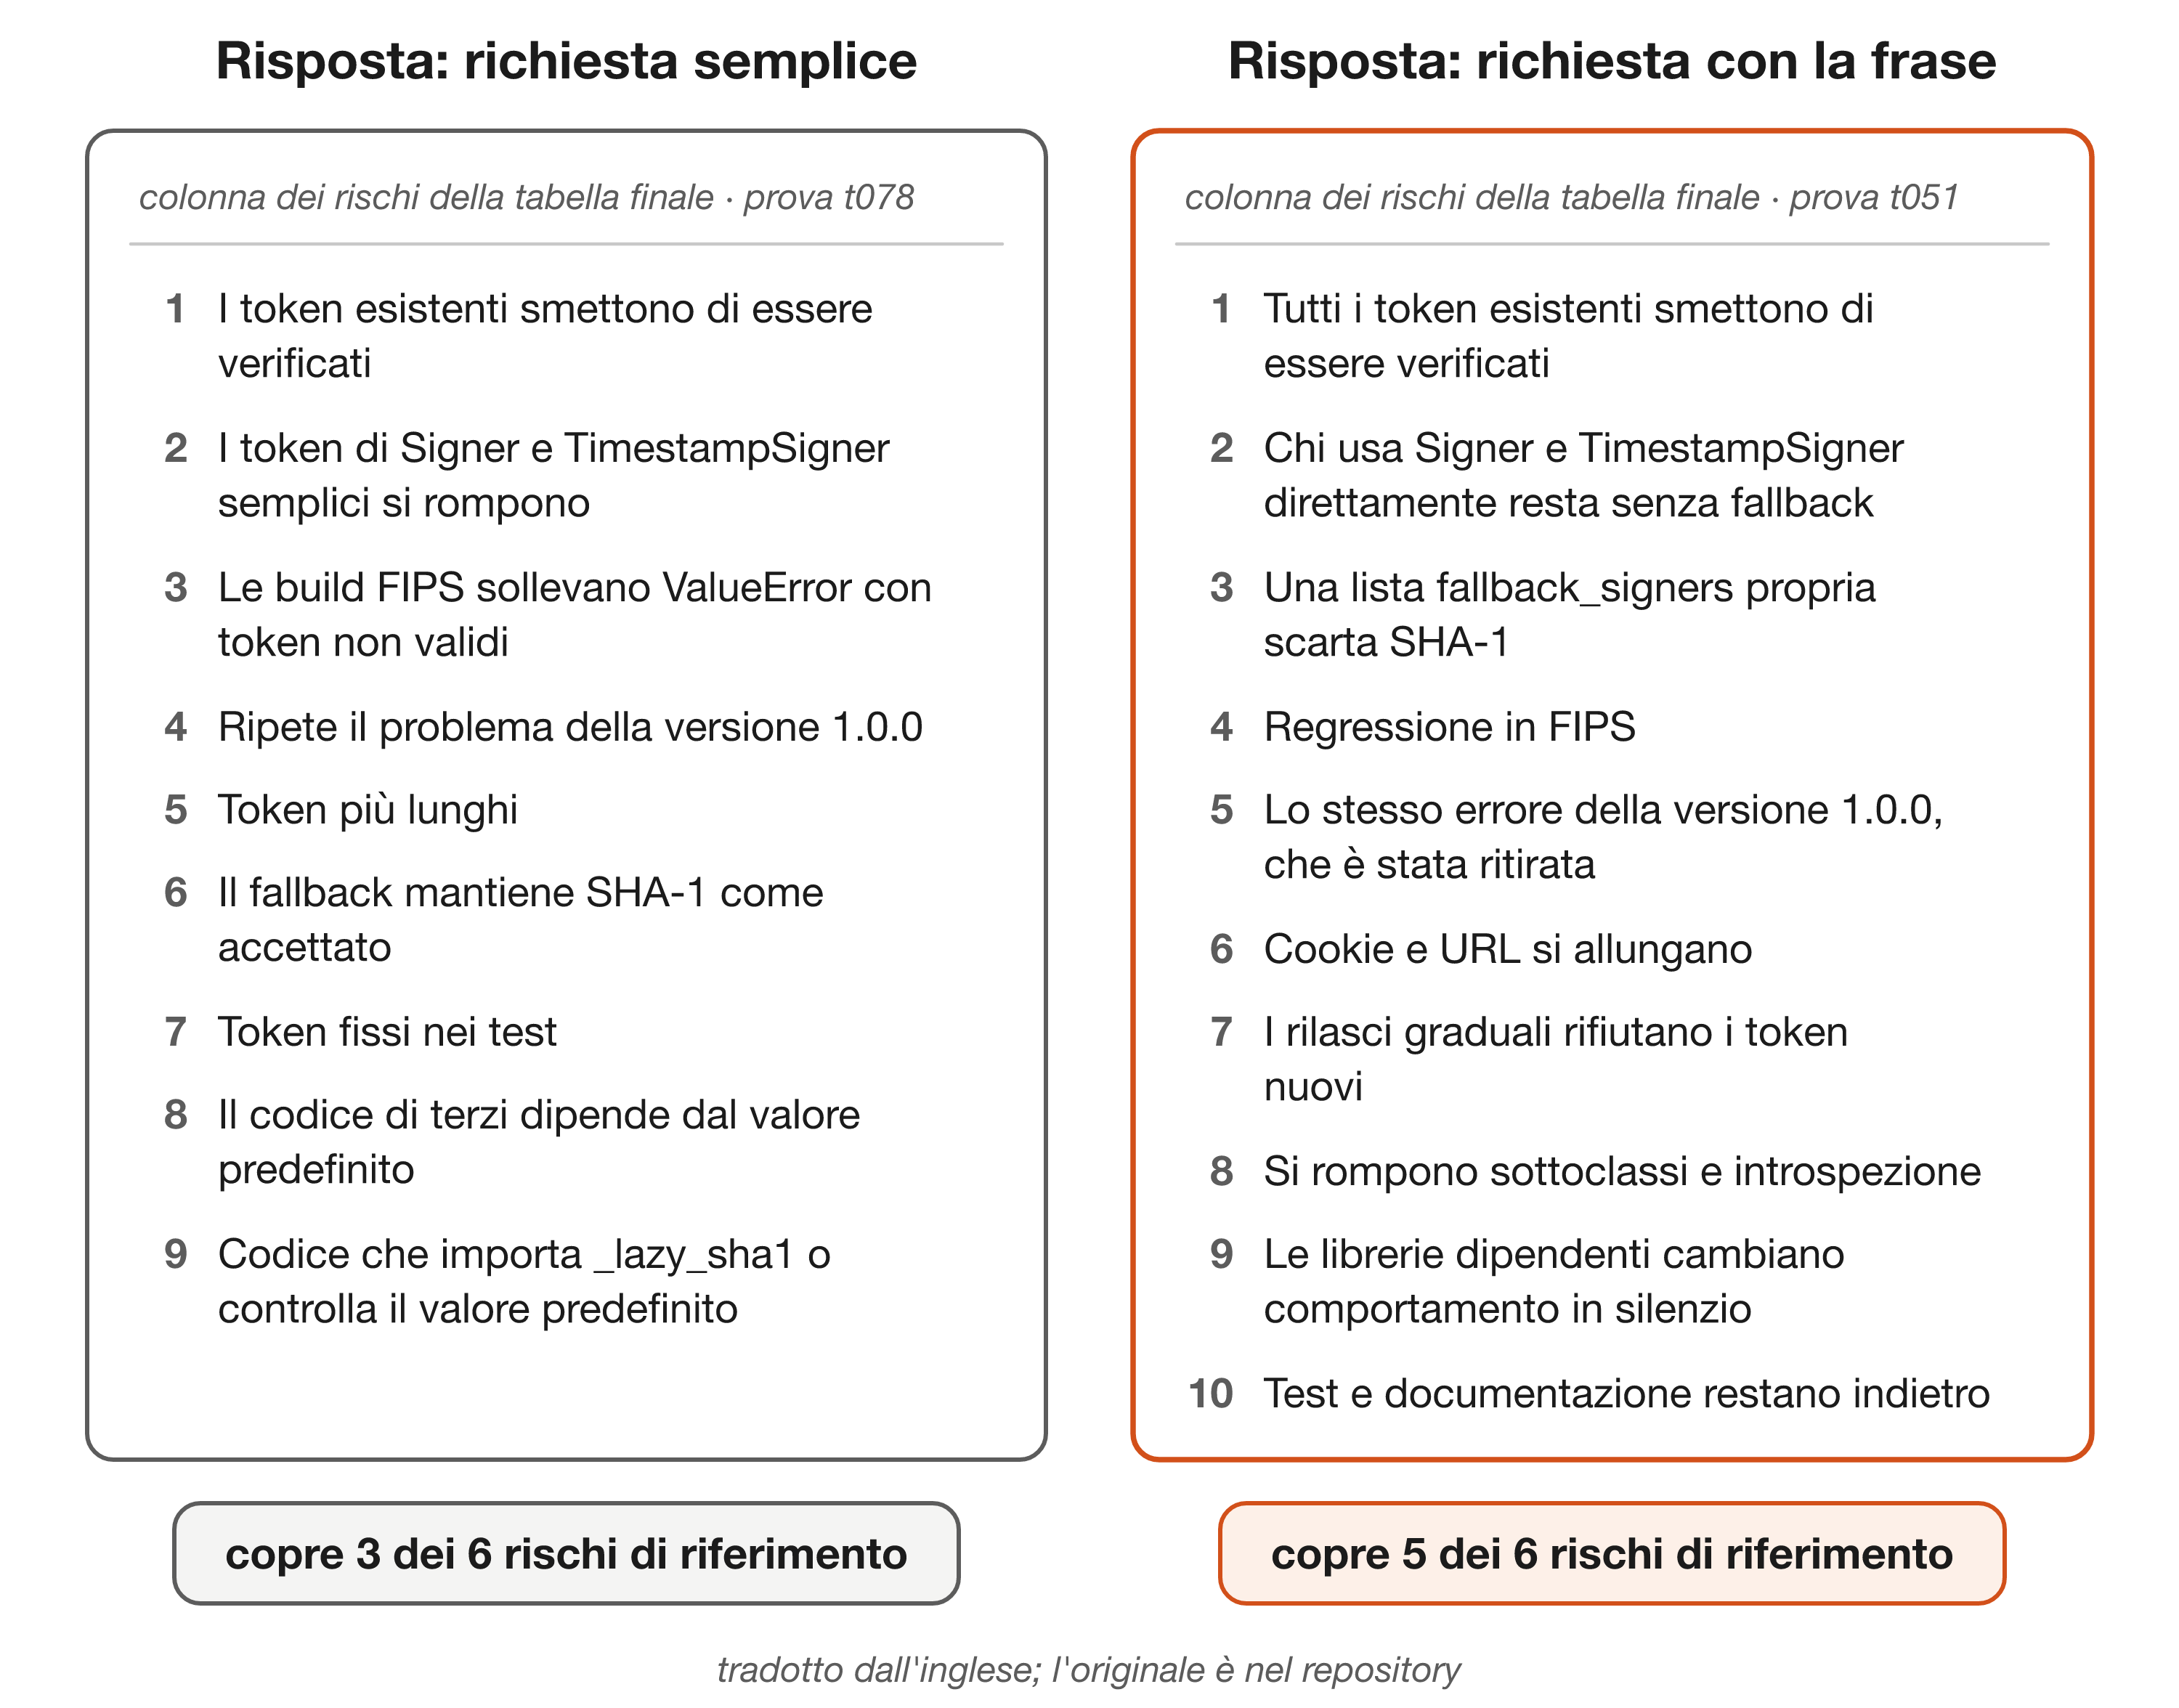 Risposta: richiesta semplice
colonna dei rischi della tabella finale · prova t078
1 I token esistenti smettono di essere
verificati
2 I token di Signer e TimestampSigner
semplici si rompono
3 Le build FIPS sollevano ValueError con
token non validi
4 Ripete il problema della versione 1.0.0
5 Token più lunghi
6 Il fallback mantiene SHA-1 come
accettato
7 Token fissi nei test
8 Il codice di terzi dipende dal valore
predefinito
9 Codice che importa _lazy_sha1 o
controlla il valore predefinito
copre 3 dei 6 rischi di riferimento
Risposta: richiesta con la frase
colonna dei rischi della tabella finale · prova t051
1 Tutti i token esistenti smettono di
essere verificati
2 Chi usa Signer e TimestampSigner
direttamente resta senza fallback
3 Una lista fallback_signers propria
scarta SHA-1
4 Regressione in FIPS
5 Lo stesso errore della versione 1.0.0,
che è stata ritirata
6 Cookie e URL si allungano
7 I rilasci graduali rifiutano i token
nuovi
8 Si rompono sottoclassi e introspezione
9 Le librerie dipendenti cambiano
comportamento in silenzio
10 Test e documentazione restano indietro
copre 5 dei 6 rischi di riferimento
tradotto dall'inglese; l'originale è nel repository